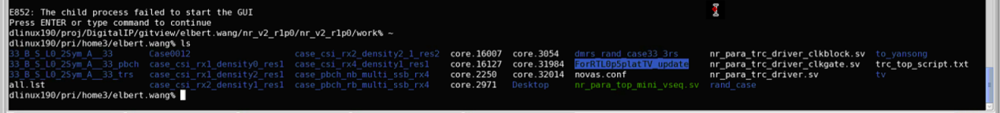 E852: The child process failed to start the GUI
Press ENTER or type command to continue
dlinux190/proj/DigitalIP/gitview/elbert.wang/nr_v2_r1p0/nr_v2_r1p0/work% ~
dlinux190/pri/home3/elbert.wang% ls
33_B_S_L0_2Sym_A__33 Case0012 case_csi_rx2_density2_1_res2 core.16007 core.3054 dmrs_rand_case33_3rs nr_para_trc_driver_clkblock.sv to_yansong
33_B_S_L0_2Sym_A__33_pbch case_csi_rx1_density0_res1 case_csi_rx4_density1_res1 core.16127 core.31984 ForRTL0p5platTV_update nr_para_trc_driver_clkgate.sv trc_top_script.txt
33_B_S_L0_2Sym_A__33_trs case_csi_rx1_density2_res1 case_pbch_nb_multi_ssb_rx4 core.2250 core.32014 novas.conf nr_para_trc_driver.sv tv
all.lst case_csi_rx2_density1_res1 case_pbch_nb_multi_ssb_rx4 core.2971 Desktop nr_para_top_mini_vseq.sv rand_case
dlinux190/pri/home3/elbert.wang%